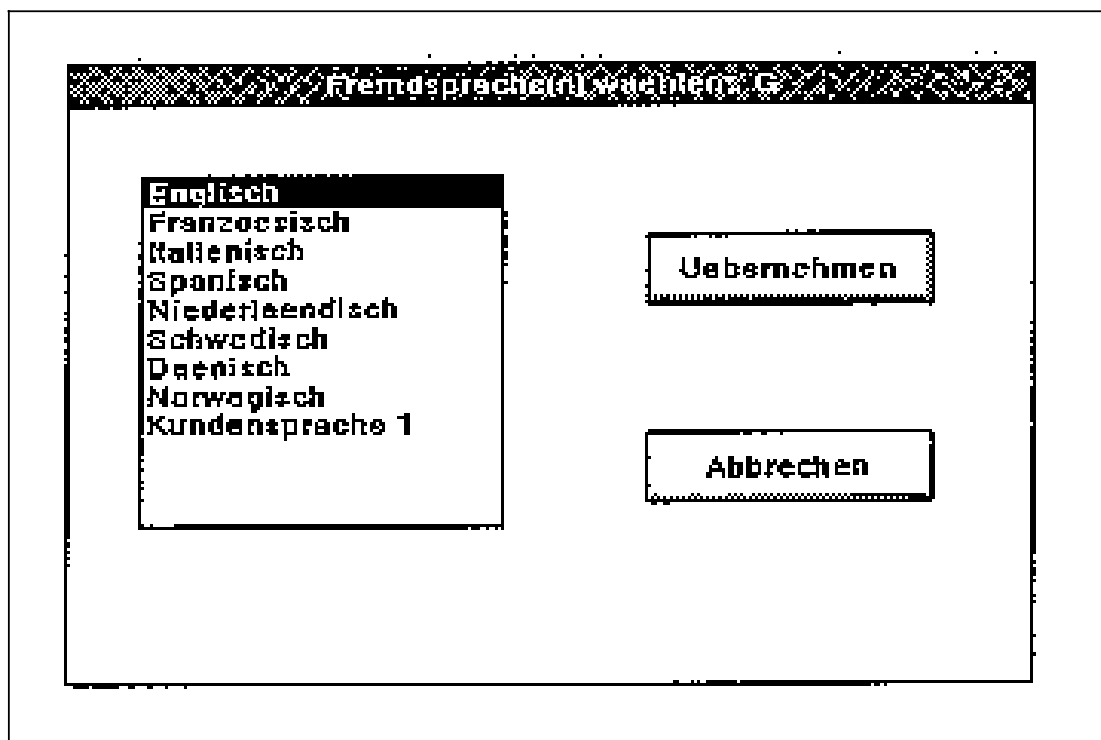 Fremdsprache(n) waehlen:
Englisch
Franzoesisch
Italienisch
Spanisch
Niederlaendisch
Schwedisch
Daenisch
Norwegisch
Kundensprache 1
Uebernehmen
Abbrechen